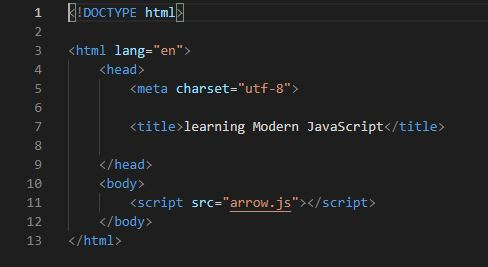 1 <!DOCTYPE html>
2
3 <html lang="en">
4     <head>
5         <meta charset="utf-8">
6
7         <title>learning Modern JavaScript</title>
8
9     </head>
10     <body>
11         <script src="arrow.js"></script>
12     </body>
13 </html>